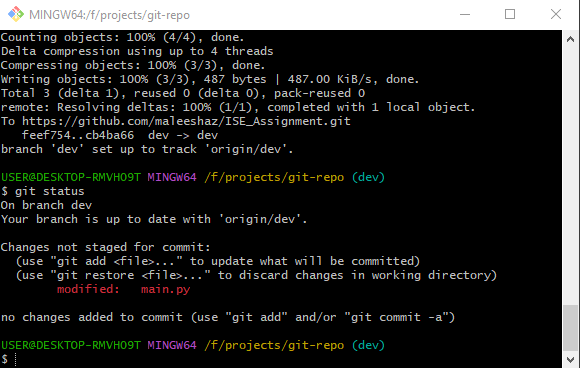 MINGW64:/f/projects/git-repo
Counting objects: 100% (4/4), done.
Delta compression using up to 4 threads
Compressing objects: 100% (3/3), done.
Writing objects: 100% (3/3), 487 bytes | 487.00 KiB/s, done.
Total 3 (delta 1), reused 0 (delta 0), pack-reused 0
remote: Resolving deltas: 100% (1/1), completed with 1 local object.
To https://github.com/maleeshaz/ISE_Assignment.git
   feef754..cb4ba66  dev -> dev
branch 'dev' set up to track 'origin/dev'.

USER@DESKTOP-RMVHO9T MINGW64 /f/projects/git-repo (dev)
$ git status
On branch dev
Your branch is up to date with 'origin/dev'.

Changes not staged for commit:
  (use "git add <file>..." to update what will be committed)
  (use "git restore <file>..." to discard changes in working directory)
        modified:   main.py

no changes added to commit (use "git add" and/or "git commit -a")

USER@DESKTOP-RMVHO9T MINGW64 /f/projects/git-repo (dev)
$